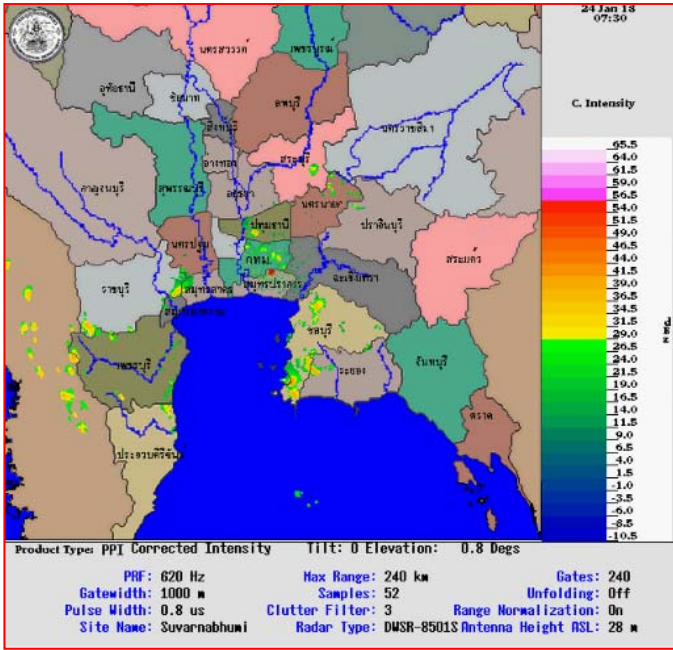 24 Jan 18
07:30
C. Intensity
65.5
64.0
61.5
59.0
56.5
54.0
51.5
49.0
46.5
44.0
41.5
39.0
36.5
34.0
31.5
29.0
26.5
24.0
21.5
19.0
16.5
14.0
11.5
9.0
6.5
4.0
1.5
-1.0
-3.5
-6.0
-8.5
-10.5
นครสวรรค์
เพชรบูรณ์
อุทัยธานี
ชัยนาท
ลพบุรี
สิงห์บุรี
นครราชสีมา
อ่างทอง
สระบุรี
กาญจนบุรี
สุพรรณบุรี
อยุธยา
นครนายก
ปทุมธานี
ปราจีนบุรี
นครปฐม
กทม.
สระแก้ว
ราชบุรี
สมุทรสาคร
สมุทรปราการ
ฉะเชิงเทรา
ชลบุรี
เพชรบุรี
ระยอง
จันทบุรี
ตราด
ประจวบคีรีขันธ์
Product Type: PPI Corrected Intensity Tilt: 0 Elevation: 0.8 Degs
PRF: 620 Hz Max Range: 240 km Gates: 240
Gatewidth: 1000 m Samples: 52 Unfolding: Off
Pulse Width: 0.8 us Clutter Filter: 3 Range Normalization: On
Site Name: Suvarnabhumi Radar Type: DWSR-8501S Antenna Height ASL: 28 m